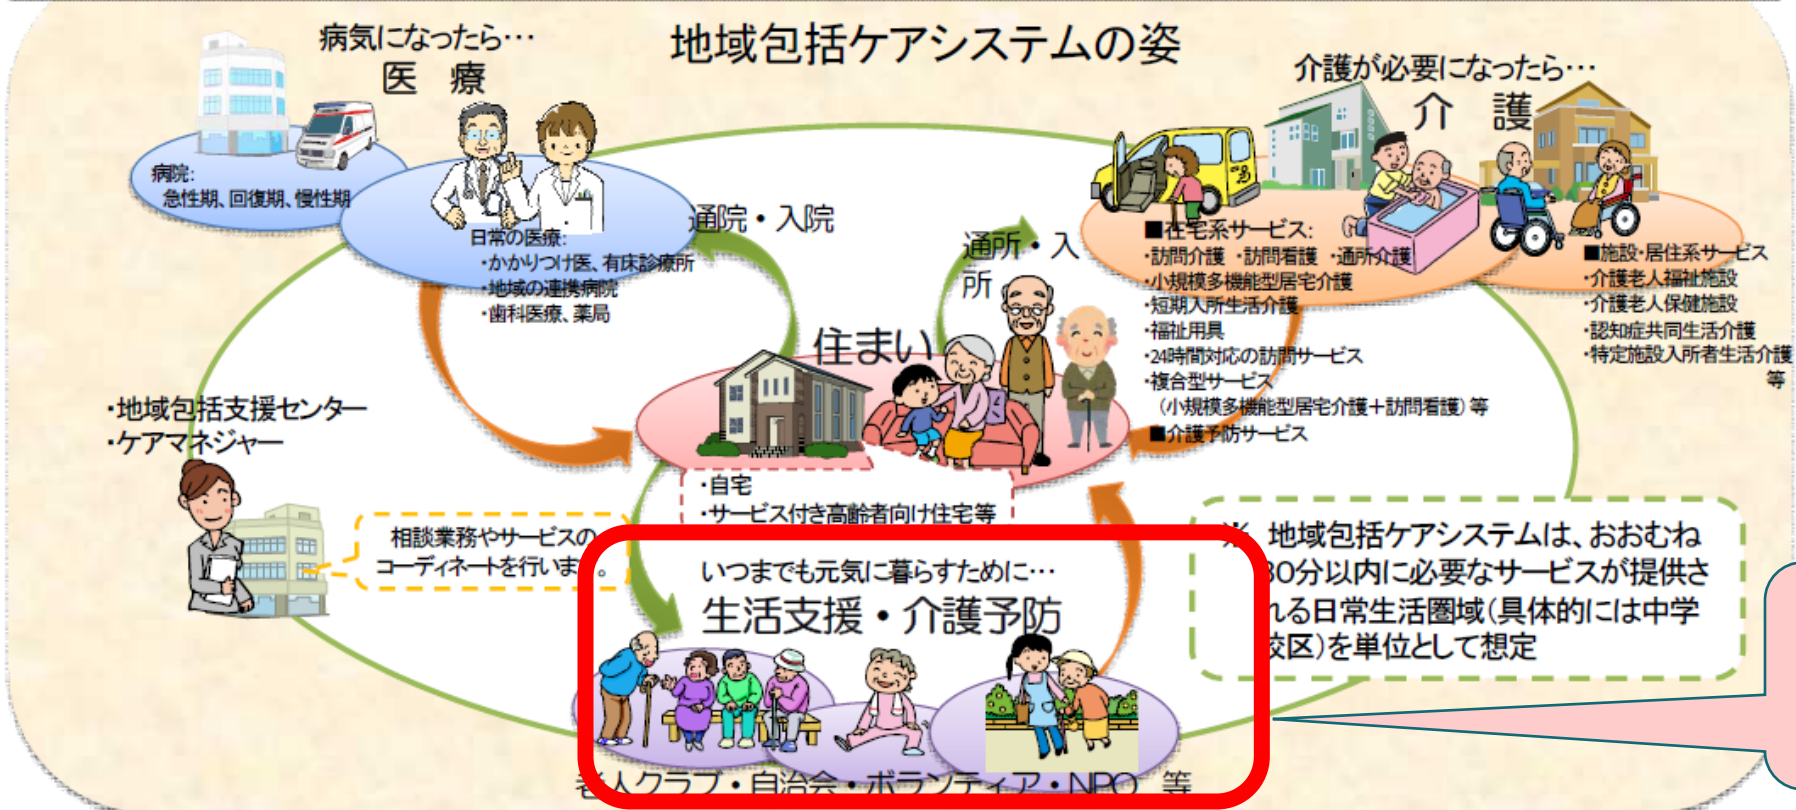 地域包括ケアシステムの姿
病気になったら…
医 療
病院:
急性期、回復期、慢性期
日常の医療:
・かかりつけ医、有床診療所
・地域の連携病院
・歯科医療、薬局
通院・入院
通所・入
所
介護が必要になったら…
介 護
■在宅系サービス:
・訪問介護 ・訪問看護 ・通所介護
・小規模多機能型居宅介護
・短期入所生活介護
・福祉用具
・24時間対応の訪問サービス
・複合型サービス
（小規模多機能型居宅介護＋訪問看護）等
■介護予防サービス
■施設・居住系サービス
・介護老人福祉施設
・介護老人保健施設
・認知症共同生活介護
・特定施設入所者生活介護
等
住まい
・自宅
・サービス付き高齢者向け住宅等
・地域包括支援センター
・ケアマネジャー
相談業務やサービスの
コーディネートを行います。
いつまでも元気に暮らすために…
生活支援・介護予防
老人クラブ・自治会・ボランティア・NPO 等
※ 地域包括ケアシステムは、おおむね
30分以内に必要なサービスが提供さ
れる日常生活圏域（具体的には中学
校区）を単位として想定